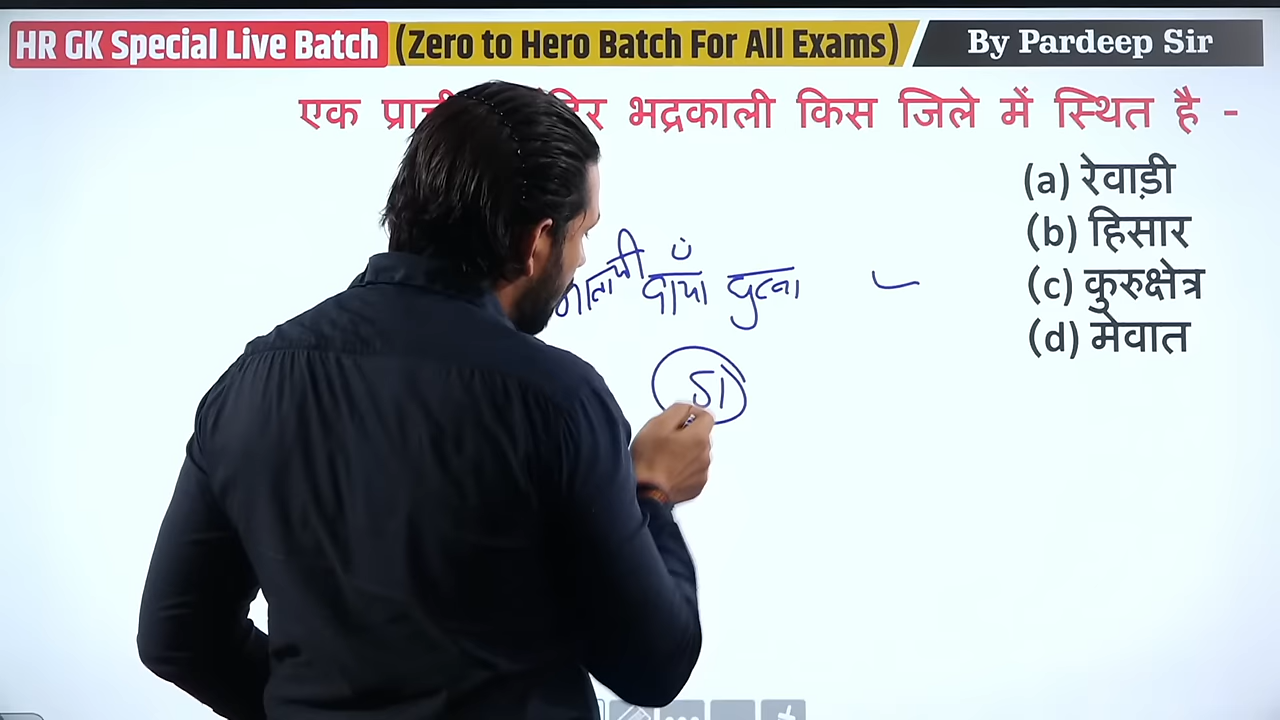 HR GK Special Live Batch (Zero to Hero Batch For All Exams) By Pardeep Sir
एक भद्रकाली किस जिले में स्थित है -
(a) रेवाड़ी
(b) हिसार
(c) कुरुक्षेत्र
(d) मेवात
51